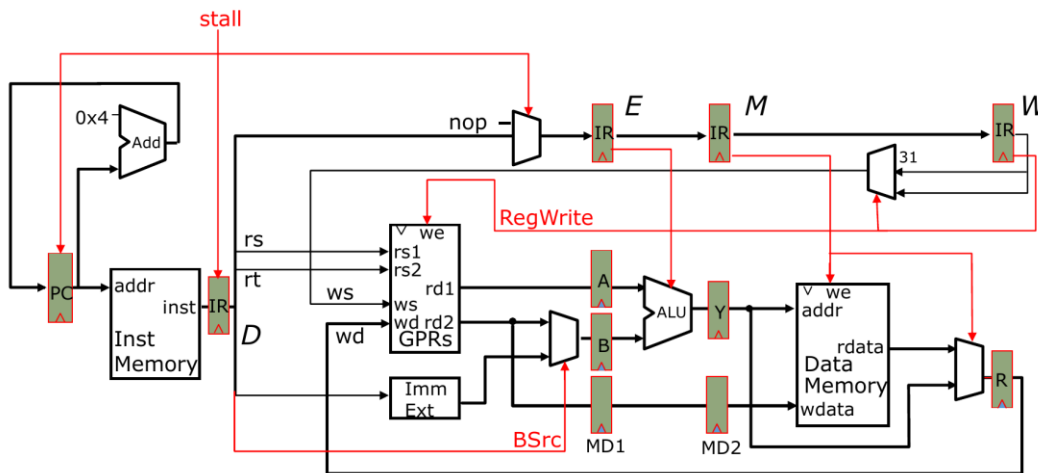 stall
E
M
W
0x4
Add
nop
IR
IR
IR
31
RegWrite
we
rs
rs1
rt
rs2
rd1
A
ws
ws
wd
wd rd2
GPRs
ALU
Y
B
PC
addr
inst
Inst
Memory
IR
D
we
addr
rdata
Data
Memory
wdata
R
Imm
Ext
BSrc
MD1
MD2